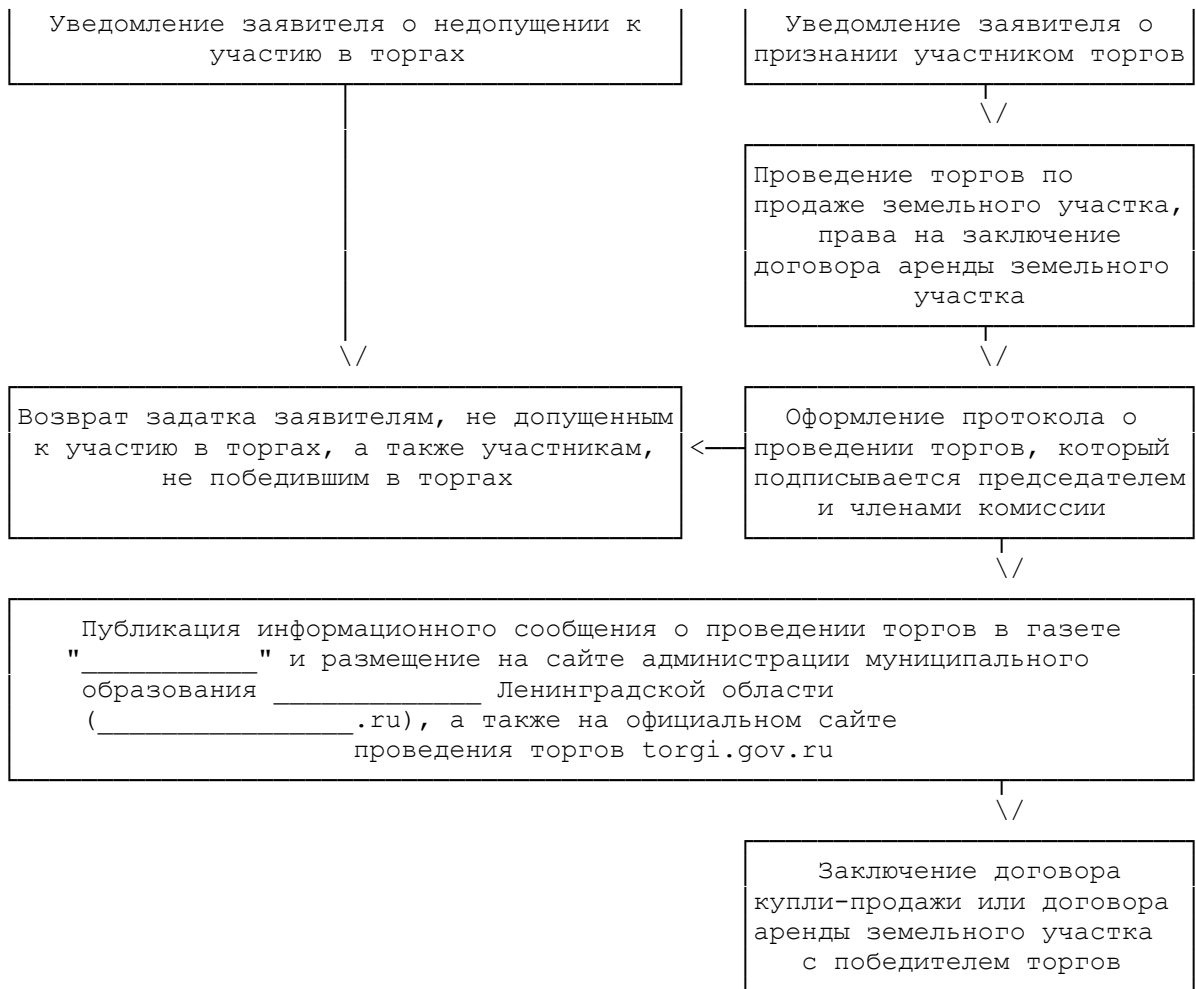 Уведомление заявителя о недопущении к
участию в торгах
Уведомление заявителя о
признании участником торгов
\/
Проведение торгов по
продаже земельного участка,
права на заключение
договора аренды земельного
участка
\/
\/
Возврат задатка заявителям, не допущенным
к участию в торгах, а также участникам,
не победившим в торгах
<
Оформление протокола о
проведении торгов, который
подписывается председателем
и членами комиссии
\/
Публикация информационного сообщения о проведении торгов в газете
"___________" и размещение на сайте администрации муниципального
образования _____________ Ленинградской области
(________________.ru), а также на официальном сайте
проведения торгов torgi.gov.ru
\/
Заключение договора
купли-продажи или договора
аренды земельного участка
с победителем торгов